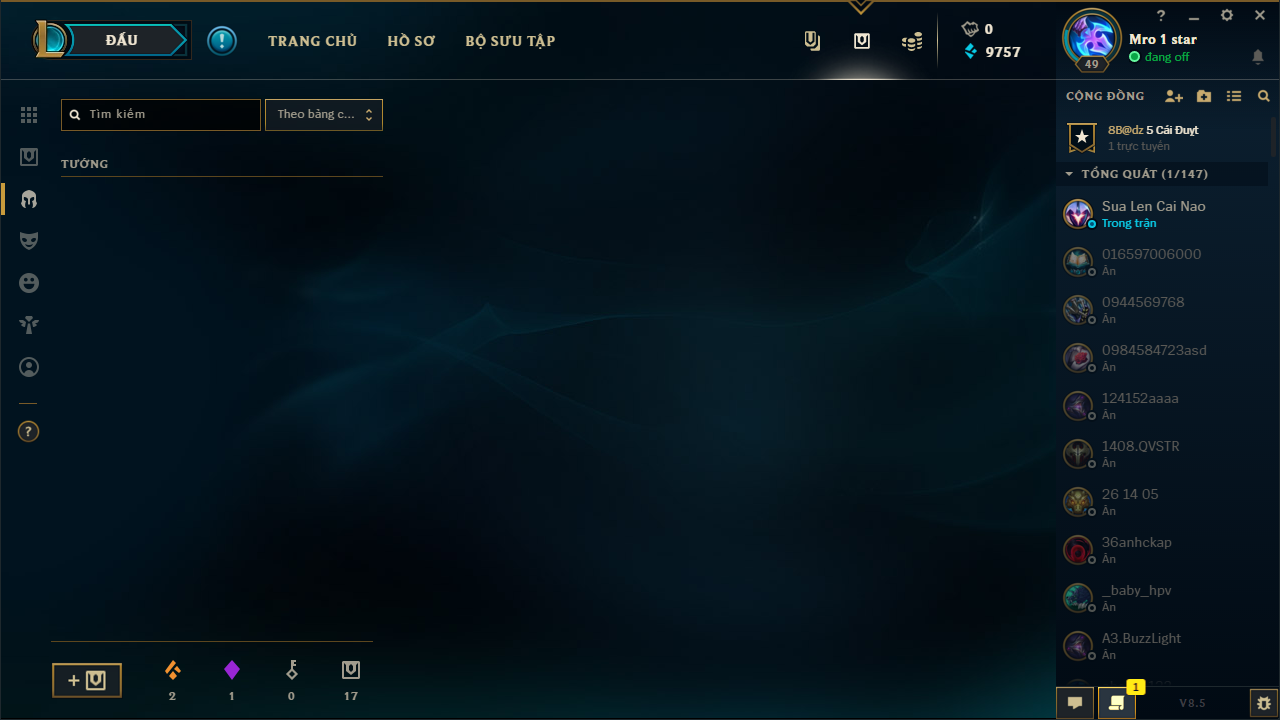 ĐẤU
TRANG CHỦ
HỒ SƠ
BỘ SƯU TẬP
0
9757
49
Mro 1 star
đang off
Tìm kiếm
Theo bảng c...
TƯỚNG
CỘNG ĐỒNG
8B@dz 5 Cái Đuỵt
1 trực tuyến
TỔNG QUÁT (1/147)
Sua Len Cai Nao
Trong trận
016597006000
Ẩn
0944569768
Ẩn
0984584723asd
Ẩn
124152aaaa
Ẩn
1408.QVSTR
Ẩn
26 14 05
Ẩn
36anhckap
Ẩn
_baby_hpv
Ẩn
A3.BuzzLight
Ẩn
2
1
0
17
1
V8.5